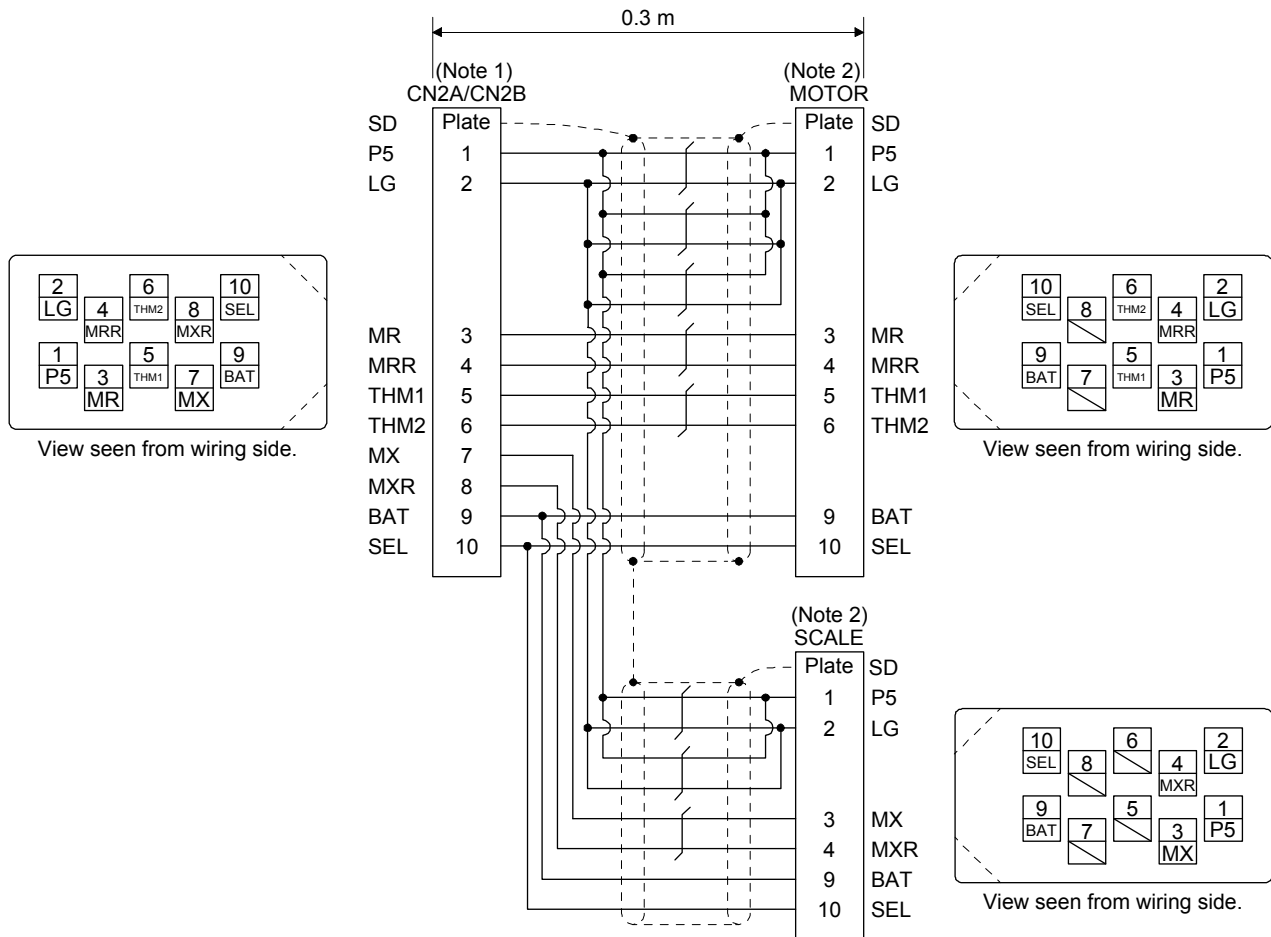 0.3 m
(Note 1)
CN2A/CN2B
(Note 2)
MOTOR
SD Plate Plate SD
P5 1 1 P5
LG 2 2 LG
MR 3 3 MR
MRR 4 4 MRR
THM1 5 5 THM1
THM2 6 6 THM2
MX 7
MXR 8
BAT 9 9 BAT
SEL 10 10 SEL
2 6 10
LG 4 THM2 8 SEL
MRR MXR
1 5 9
P5 3 THM1 7 BAT
MR MX
View seen from wiring side.
10 6 2
SEL 8 THM2 4 LG
MRR
9 5 1
BAT 7 THM1 3 P5
MR
View seen from wiring side.
(Note 2)
SCALE
Plate SD
1 P5
2 LG
3 MX
4 MXR
9 BAT
10 SEL
10 6 2
SEL 8 4 LG
MXR
9 5 1
BAT 7 3 P5
MX
View seen from wiring side.